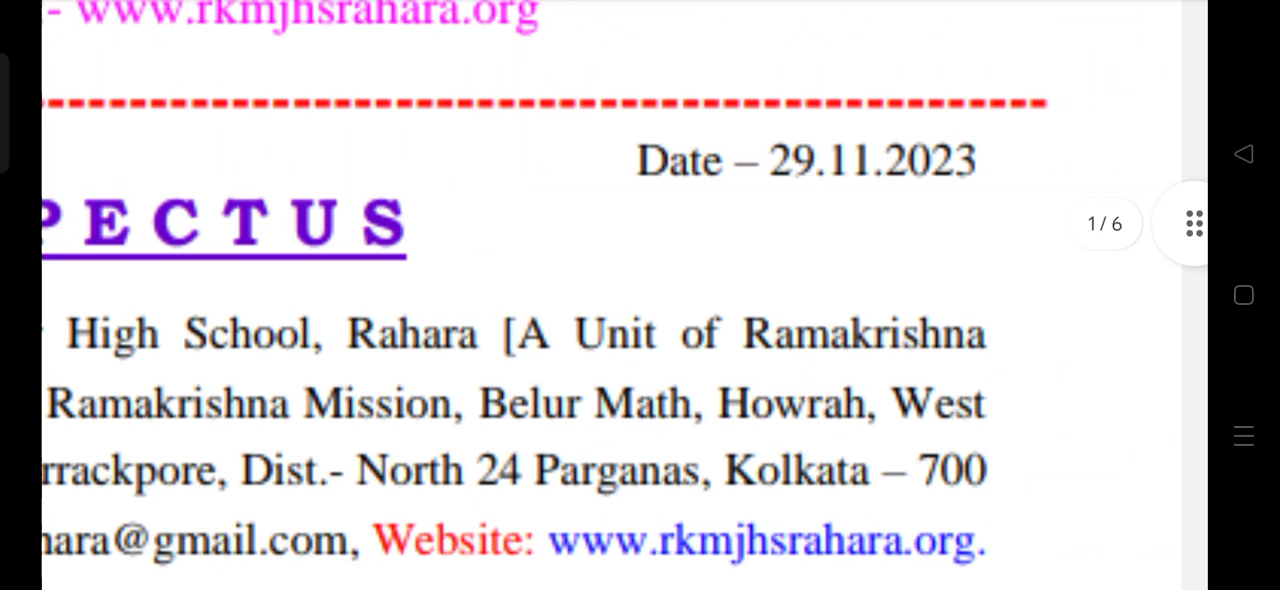 - www.rkmjhsrahara.org
Date – 29.11.2023
PECTUS
High School, Rahara [A Unit of Ramakrishna
Ramakrishna Mission, Belur Math, Howrah, West
rrackpore, Dist.- North 24 Parganas, Kolkata – 700
hara@gmail.com, Website: www.rkmjhsrahara.org.
1/6